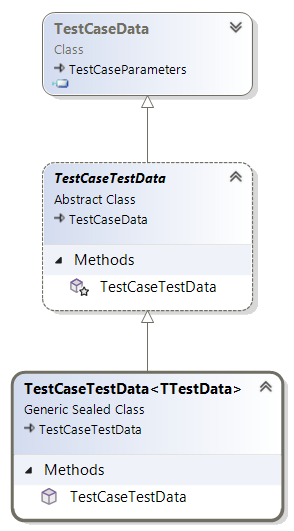 TestCaseData
Class
TestCaseParameters
TestCaseTestData
Abstract Class
TestCaseData
Methods
TestCaseTestData
TestCaseTestData<TTestData>
Generic Sealed Class
TestCaseTestData
Methods
TestCaseTestData